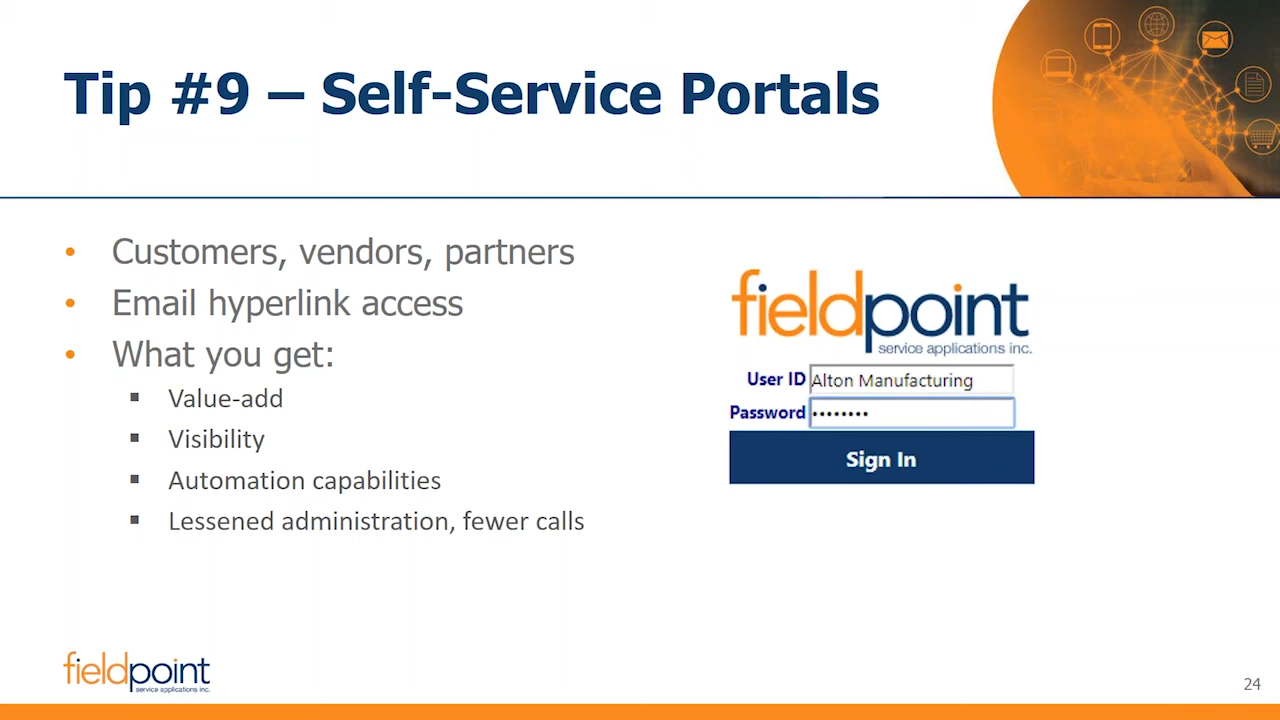 Tip #9 – Self-Service Portals
• Customers, vendors, partners
• Email hyperlink access
• What you get:
▪ Value-add
▪ Visibility
▪ Automation capabilities
▪ Lessened administration, fewer calls
fieldpoint
service applications inc.
User ID Alton Manufacturing
Password ••••••••
Sign In
fieldpoint
service applications inc.
24